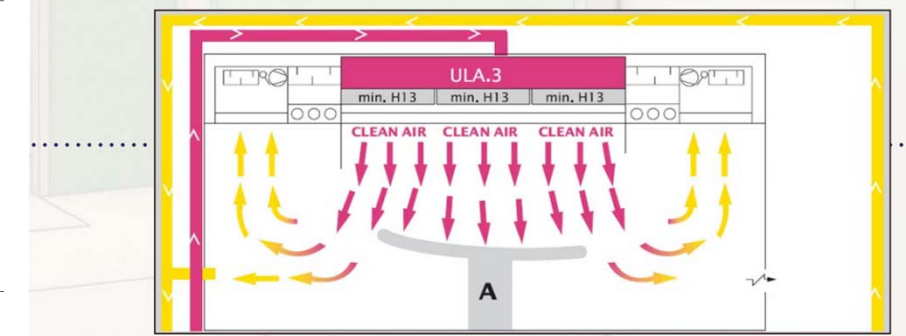 ULA.3
min. H13 min. H13 min. H13
CLEAN AIR CLEAN AIR CLEAN AIR
A